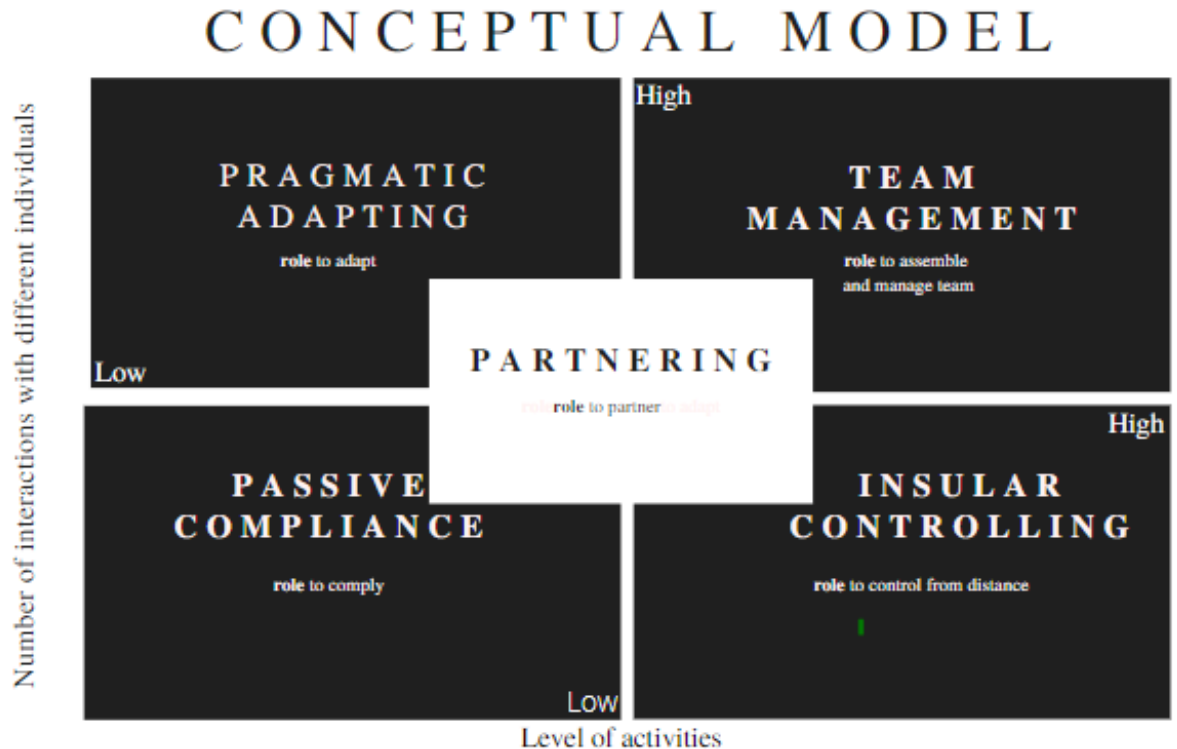 CONCEPTUAL MODEL
Number of interactions with different individuals
High
PRAGMATIC
ADAPTING
role to adapt
Low
TEAM
MANAGEMENT
role to assemble
and manage team
PARTNERING
role to partner
High
PASSIVE
COMPLIANCE
role to comply
Low
INSULAR
CONTROLLING
role to control from distance
Level of activities